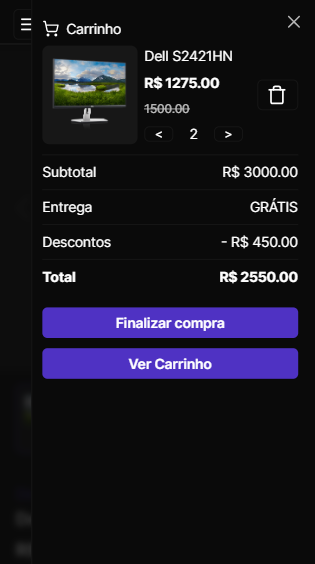 Carrinho
Dell S2421HN
R$ 1275.00
1500.00
< 2 >
Subtotal R$ 3000.00
Entrega GRÁTIS
Descontos - R$ 450.00
Total R$ 2550.00
Finalizar compra
Ver Carrinho